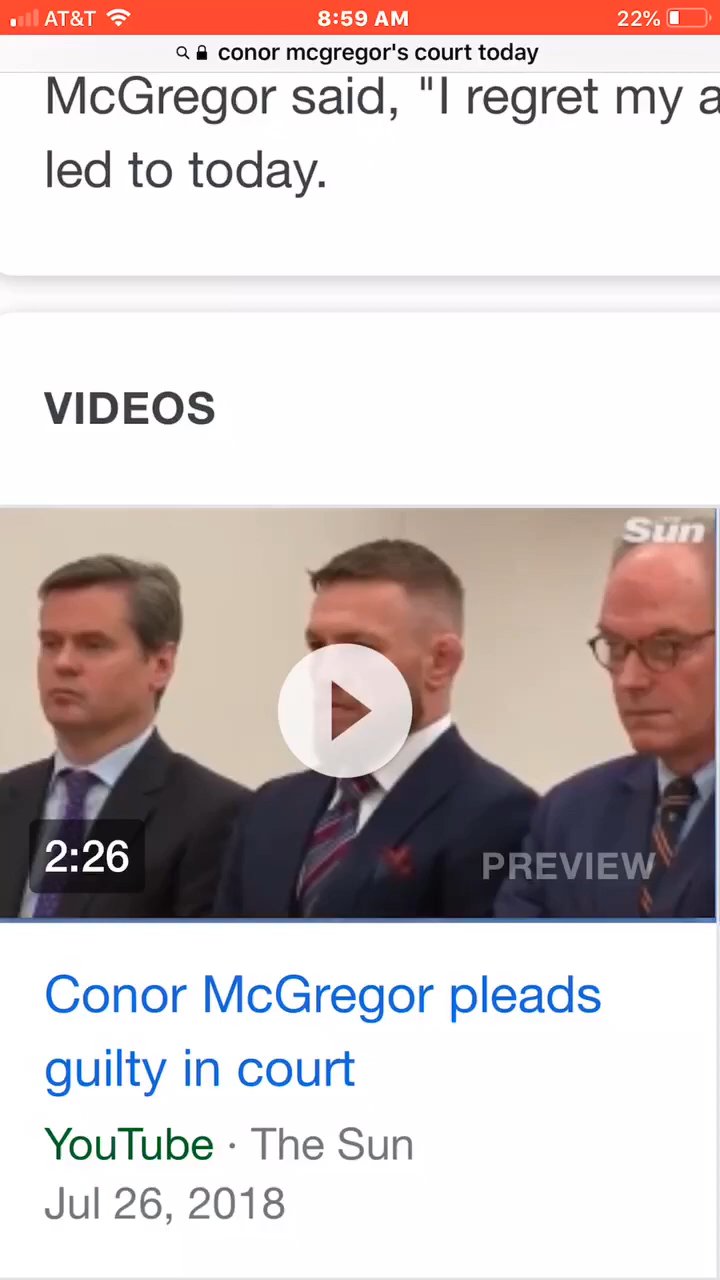 AT&T 8:59 AM 22%
conor mcgregor's court today
McGregor said, "I regret my a
led to today.
VIDEOS
Sun
2:26
PREVIEW
Conor McGregor pleads
guilty in court
YouTube · The Sun
Jul 26, 2018